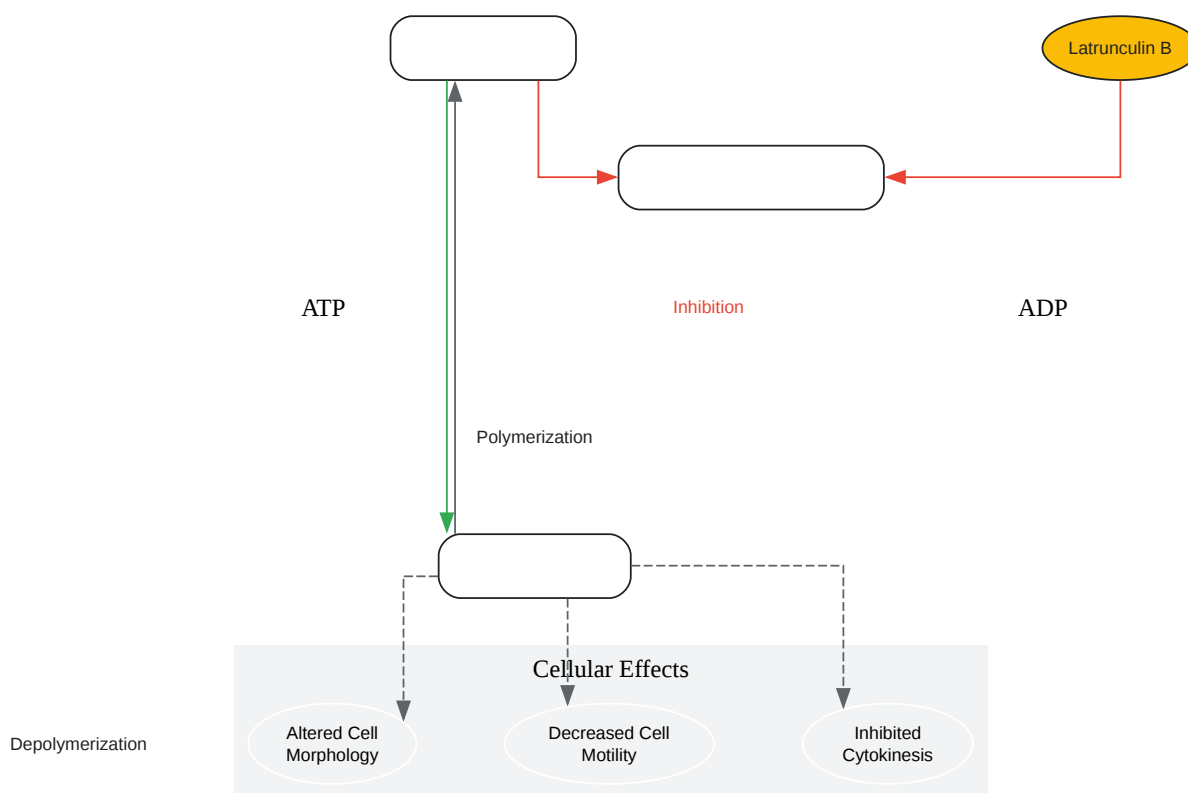 Latrunculin B
ATP
Inhibition
ADP
Polymerization
Cellular Effects
Depolymerization
Altered Cell
Morphology
Decreased Cell
Motility
Inhibited
Cytokinesis